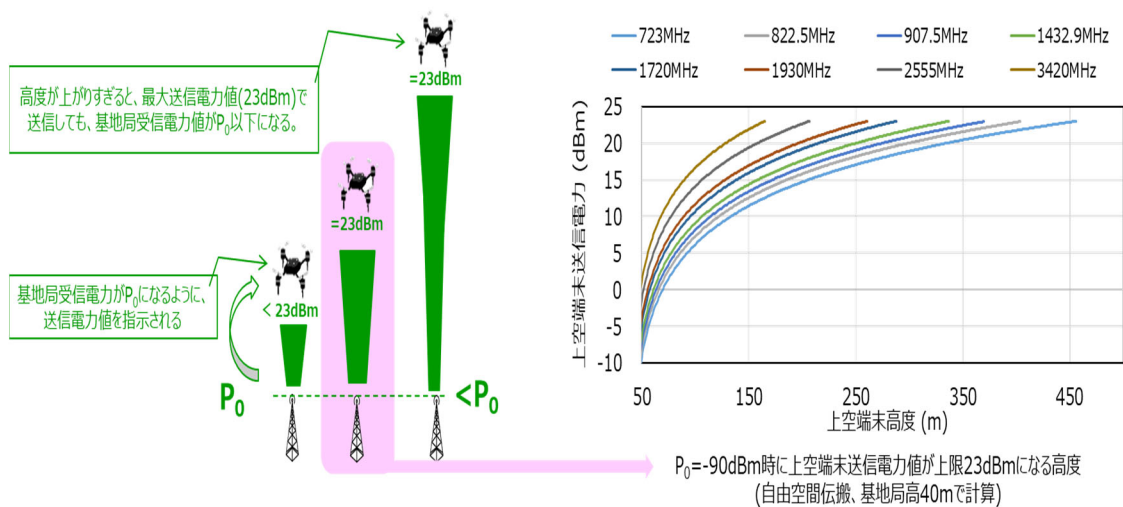 =23dBm
高度が上がりすぎると、最大送信電力値(23dBm)で
送信しても、基地局受信電力値がP₀以下になる。
=23dBm
基地局受信電力がP₀になるように、
送信電力値を指示される
< 23dBm
P₀
<P₀
723MHz 822.5MHz 907.5MHz 1432.9MHz
1720MHz 1930MHz 2555MHz 3420MHz
上空端末送信電力 (dBm)
25
20
15
10
5
0
-5
-10
50 150 250 350 450
上空端末高度 (m)
P₀=-90dBm時に上空端末送信電力値が上限23dBmになる高度
(自由空間伝搬、基地局高40mで計算)